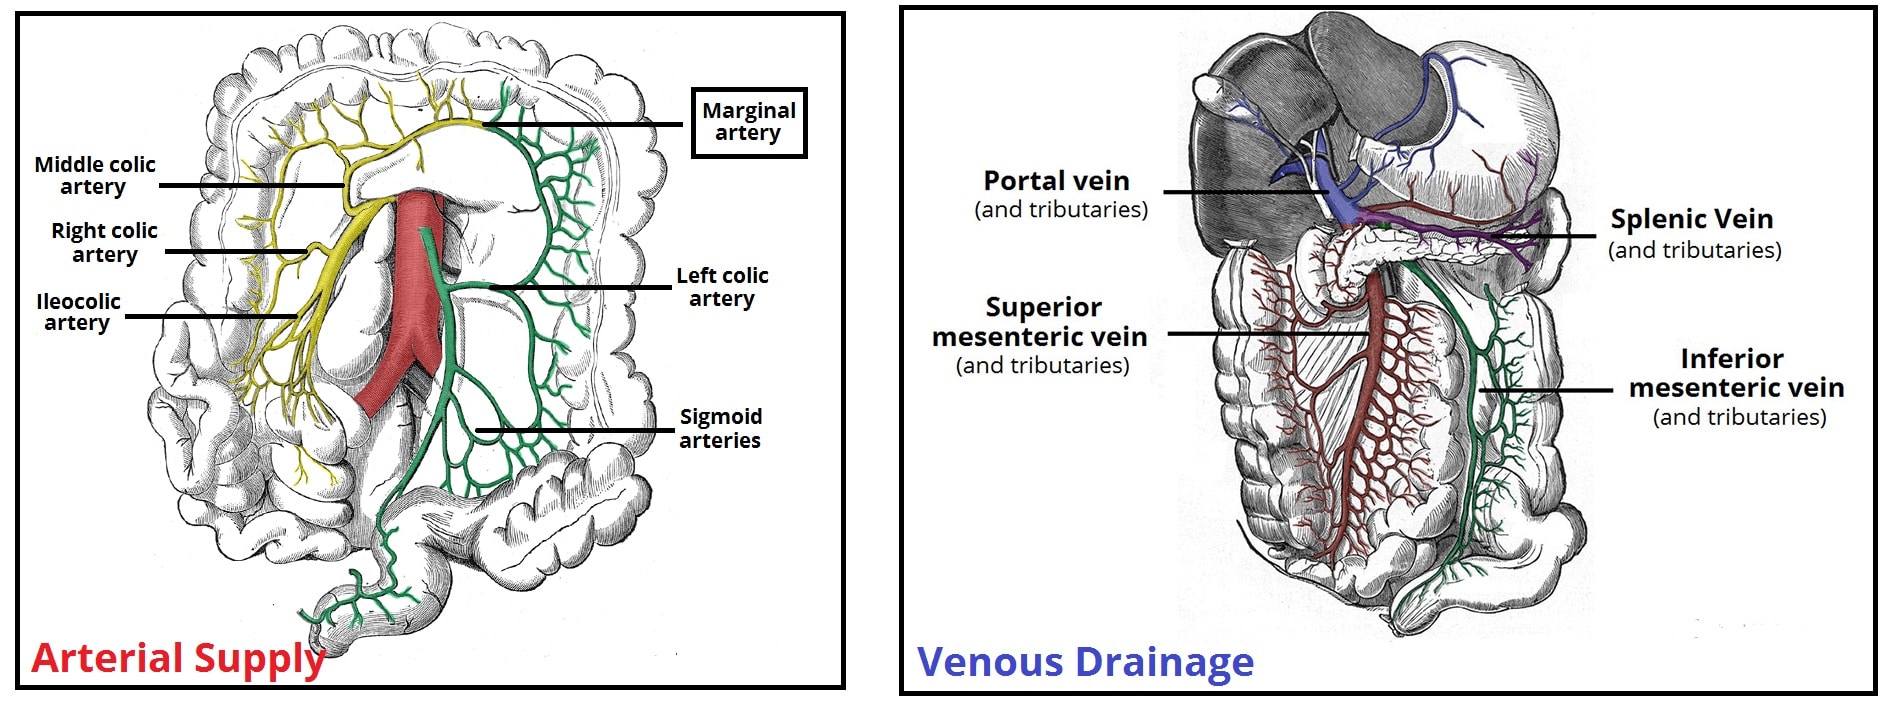 Marginal
artery
Middle colic
artery
Right colic
artery
Ileocolic
artery
Left colic
artery
Sigmoid
arteries
Arterial Supply
Portal vein
(and tributaries)
Splenic Vein
(and tributaries)
Superior
mesenteric vein
(and tributaries)
Inferior
mesenteric vein
(and tributaries)
Venous Drainage